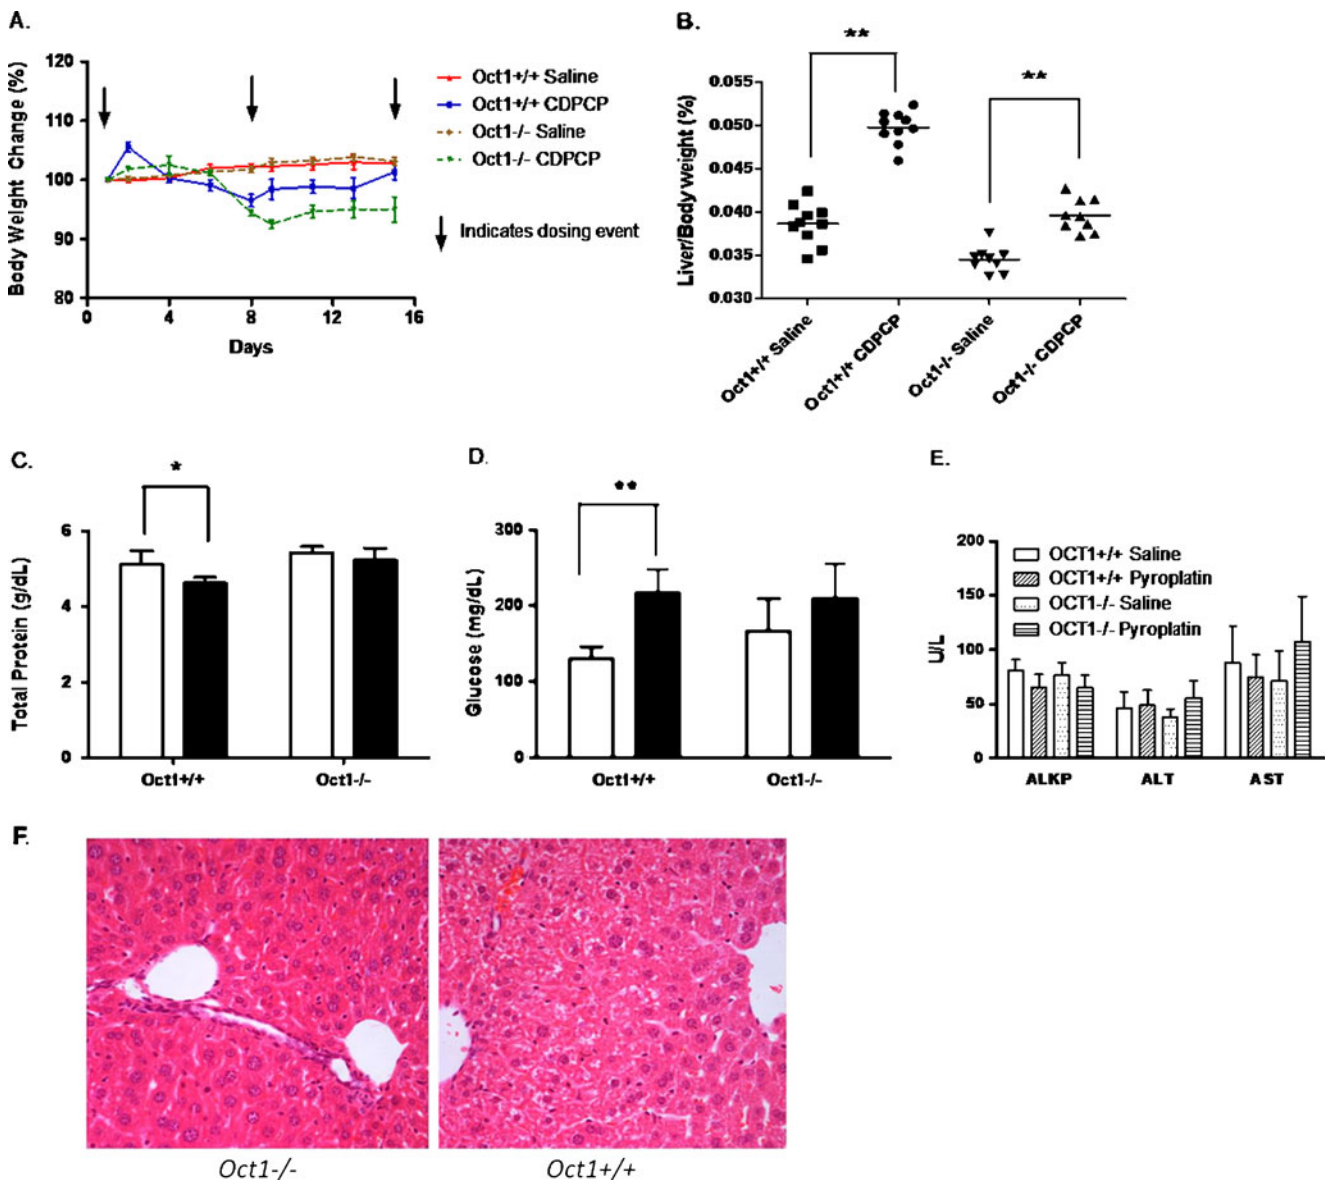 A.
120
110
100
90
80
0
4
8
12
16
Body Weight Change (%)
Days
Oct1+/+ Saline
Oct1+/+ CDPCP
Oct1-/- Saline
Oct1-/- CDPCP
Indicates dosing event
B.
**
**
0.055
0.050
0.045
0.040
0.035
0.030
Liver/Body weight (%)
Oct1+/+ Saline
Oct1+/+ CDPCP
Oct1-/- Saline
Oct1-/- CDPCP
C.
*
6
4
2
0
Total Protein (g/dL)
Oct1+/+
Oct1-/-
D.
**
300
200
100
0
Glucose (mg/dL)
Oct1+/+
Oct1-/-
E.
200
150
100
50
0
U/L
OCT1+/+ Saline
OCT1+/+ Pyroplatin
OCT1-/- Saline
OCT1-/- Pyroplatin
ALKP
ALT
AST
F.
Oct1-/-
Oct1+/+